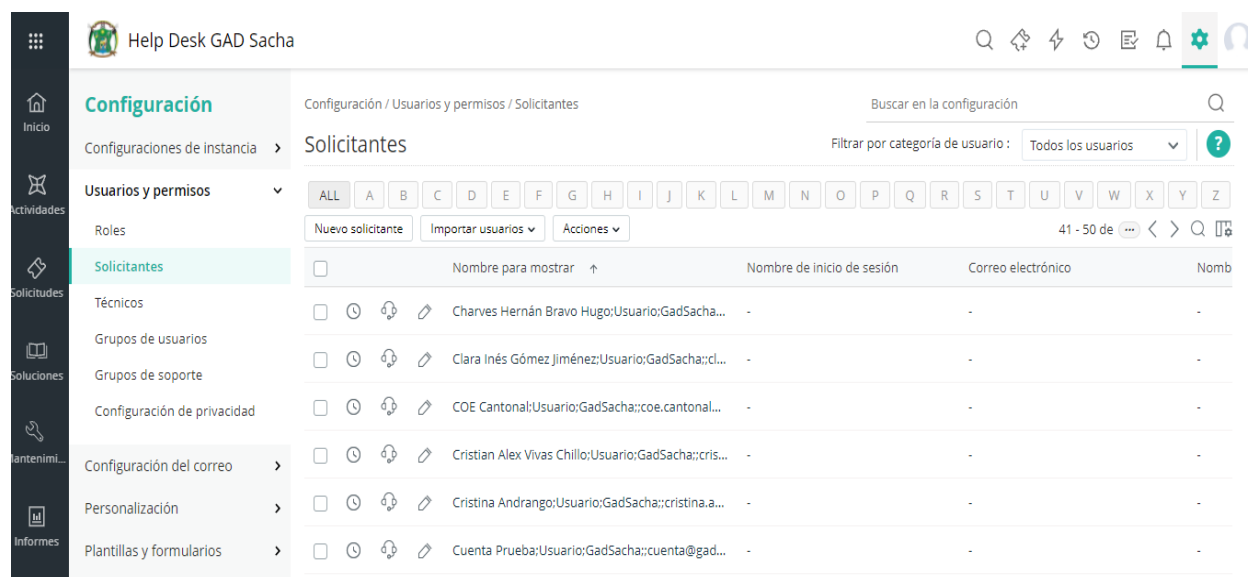 Help Desk GAD Sacha
Inicio
Actividades
Solicitudes
Soluciones
Mantenimi...
Informes
Configuración
Configuraciones de instancia
Usuarios y permisos
Roles
Solicitantes
Técnicos
Grupos de usuarios
Grupos de soporte
Configuración de privacidad
Configuración del correo
Personalización
Plantillas y formularios
Configuración / Usuarios y permisos / Solicitantes
Buscar en la configuración
Solicitantes
Filtrar por categoría de usuario : Todos los usuarios ?
ALL A B C D E F G H I J K L M N O P Q R S T U V W X Y Z
Nuevo solicitante Importar usuarios Acciones 41 - 50 de ...
Nombre para mostrar Nombre de inicio de sesión Correo electrónico Nomb
Charves Hernán Bravo Hugo;Usuario;GadSacha... - - -
Clara Inés Gómez Jiménez;Usuario;GadSacha;;cl... - - -
COE Cantonal;Usuario;GadSacha;;coe.cantonal... - - -
Cristian Alex Vivas Chillo;Usuario;GadSacha;;cris... - - -
Cristina Andrango;Usuario;GadSacha;;cristina.a... - - -
Cuenta Prueba;Usuario;GadSacha;;cuenta@gad... - - -